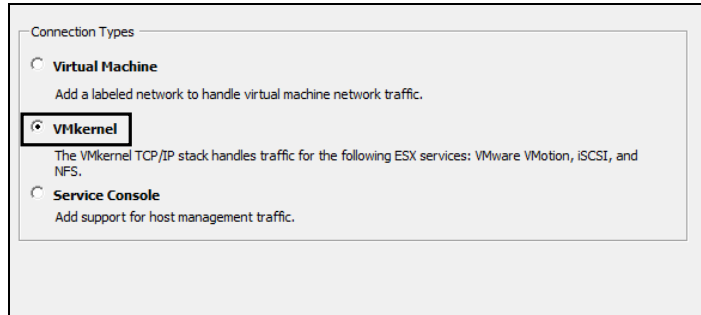 Connection Types
Virtual Machine
Add a labeled network to handle virtual machine network traffic.
VMkernel
The VMkernel TCP/IP stack handles traffic for the following ESX services: VMware VMotion, iSCSI, and
NFS.
Service Console
Add support for host management traffic.